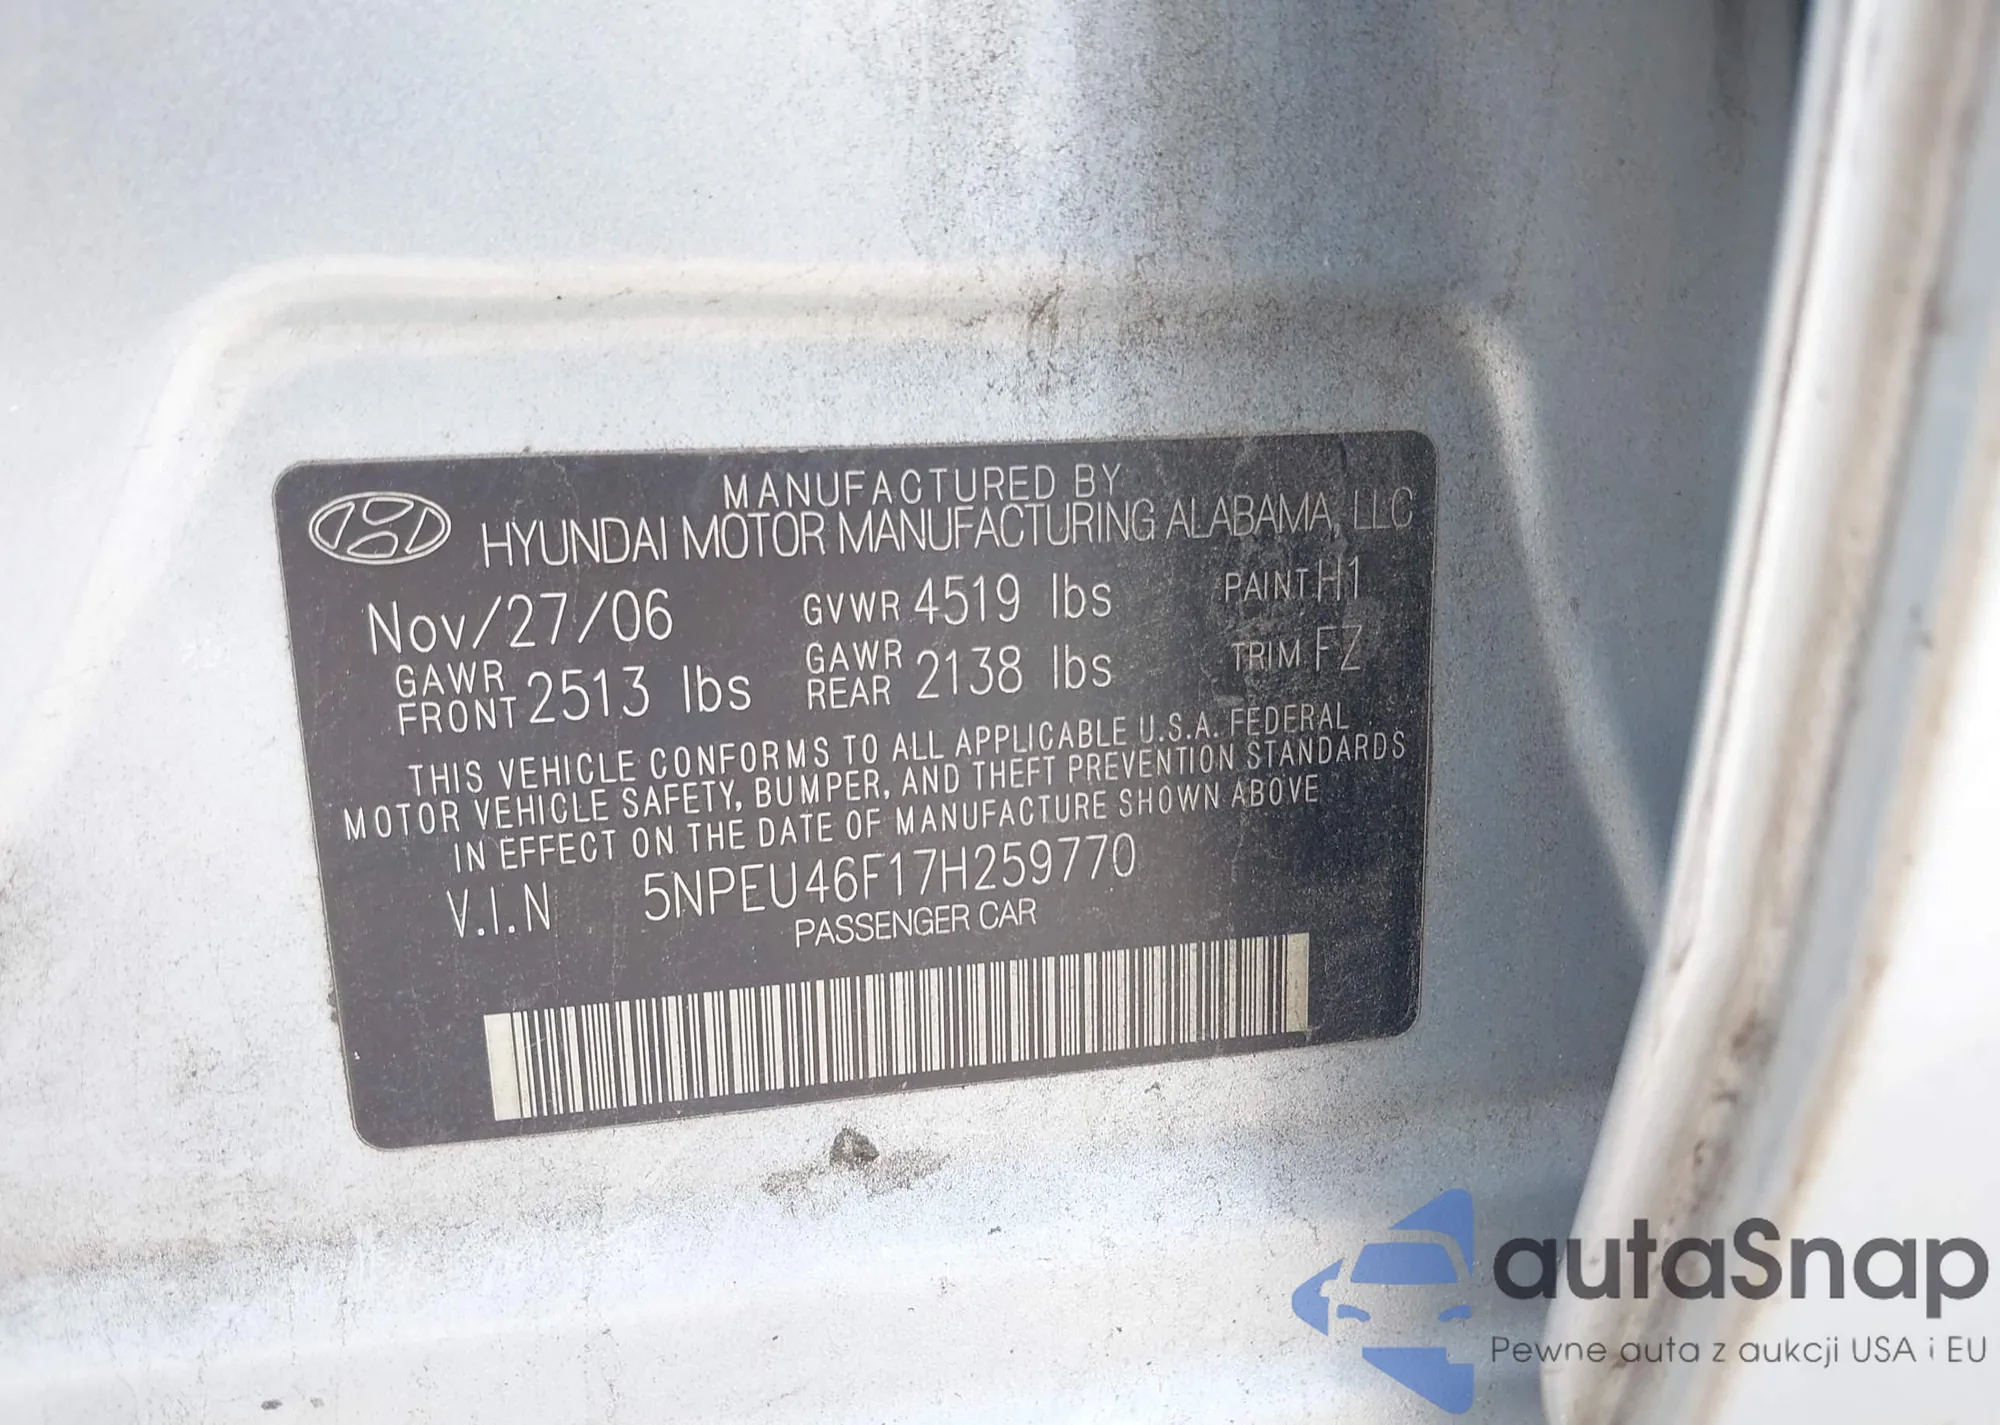 MANUFACTURED BY
HYUNDAI MOTOR MANUFACTURING ALABAMA, LLC
Nov/27/06 GVWR 4519 lbs PAINT H1
GAWR FRONT 2513 lbs GAWR REAR 2138 lbs TRIM FZ
THIS VEHICLE CONFORMS TO ALL APPLICABLE U.S.A. FEDERAL
MOTOR VEHICLE SAFETY, BUMPER, AND THEFT PREVENTION STANDARDS
IN EFFECT ON THE DATE OF MANUFACTURE SHOWN ABOVE
V.I.N 5NPEU46F17H259770
PASSENGER CAR
autaSnap
Pewne auta z aukcji USA i EU